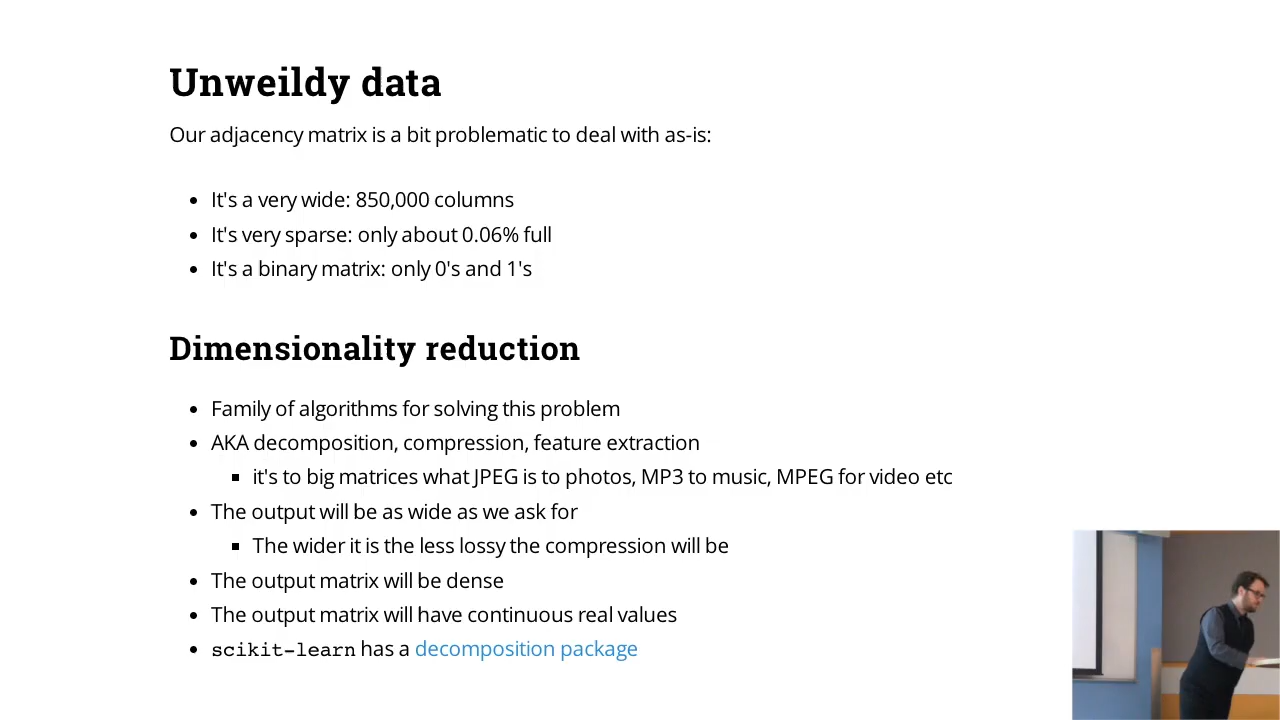 Unweildy data
Our adjacency matrix is a bit problematic to deal with as-is:
It's a very wide: 850,000 columns
It's very sparse: only about 0.06% full
It's a binary matrix: only 0's and 1's
Dimensionality reduction
Family of algorithms for solving this problem
AKA decomposition, compression, feature extraction
it's to big matrices what JPEG is to photos, MP3 to music, MPEG for video etc
The output will be as wide as we ask for
The wider it is the less lossy the compression will be
The output matrix will be dense
The output matrix will have continuous real values
scikit-learn has a decomposition package